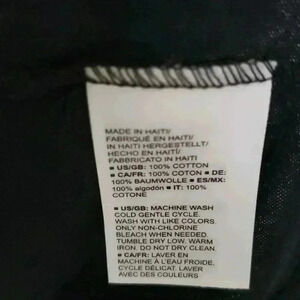 MADE IN HAITI/
FABRIQUÉ EN HAITI/
IN HAITI HERGESTELLT/
HECHO EN HAITI/
FABBRICATO IN HAITI
■ US/GB: 100% COTTON
■ CA/FR: 100% COTON ■ DE:
100% BAUMWOLLE ■ ES/MX:
100% algodón ■ IT: 100%
COTONE
■ US/GB: MACHINE WASH
COLD GENTLE CYCLE.
WASH WITH LIKE COLORS.
ONLY NON-CHLORINE
BLEACH WHEN NEEDED.
TUMBLE DRY LOW. WARM
IRON. DO NOT DRY CLEAN.
■ CA/FR: LAVER EN
MACHINE À L'EAU FROIDE,
CYCLE DÉLICAT. LAVER
AVEC DES COULEURS